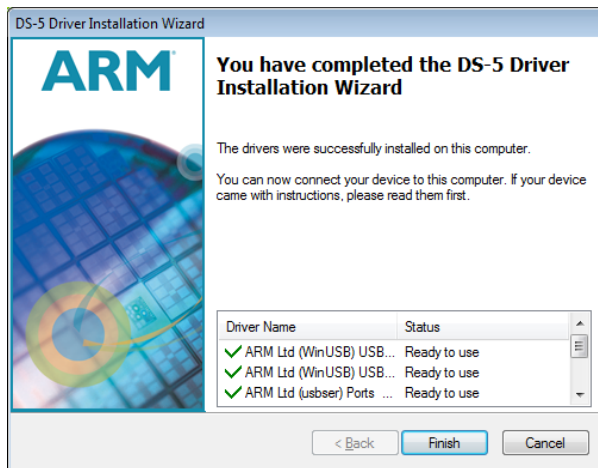 DS-5 Driver Installation Wizard
ARM
You have completed the DS-5 Driver
Installation Wizard
The drivers were successfully installed on this computer.
You can now connect your device to this computer. If your device
came with instructions, please read them first.
Driver Name Status
ARM Ltd (WinUSB) USB... Ready to use
ARM Ltd (WinUSB) USB... Ready to use
ARM Ltd (usbser) Ports ... Ready to use
< Back Finish Cancel